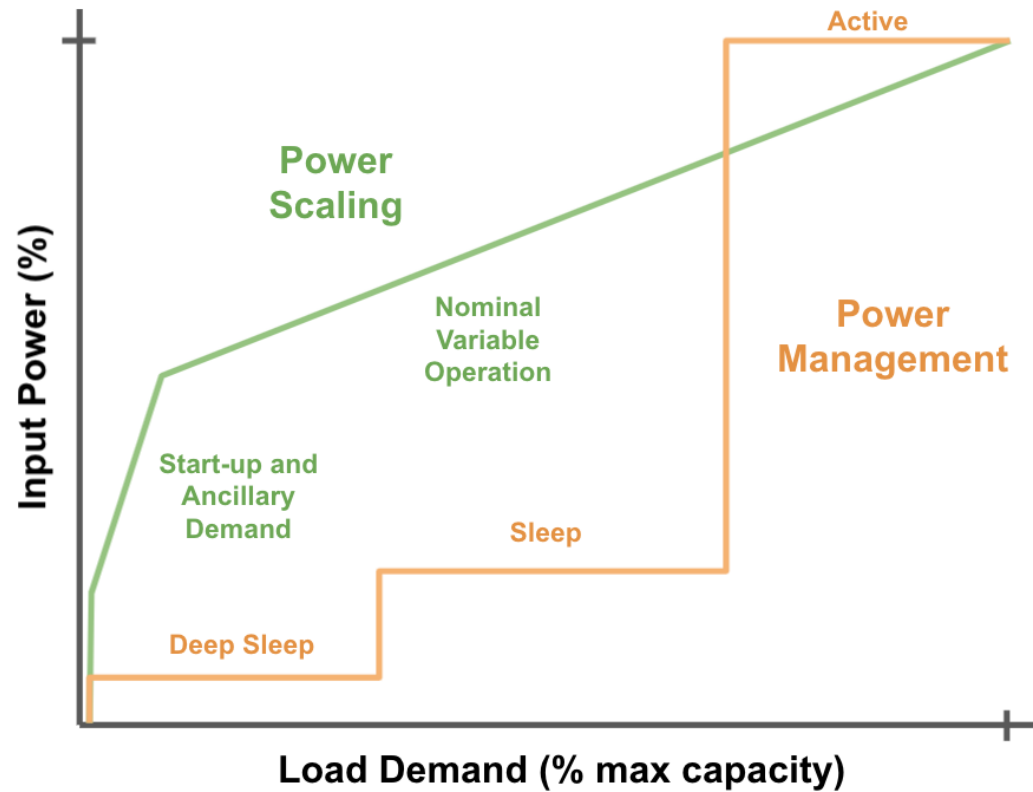 Active
Power
Scaling
Nominal
Variable
Operation
Power
Management
Input Power (%)
Start-up and
Ancillary
Demand
Sleep
Deep Sleep
Load Demand (% max capacity)